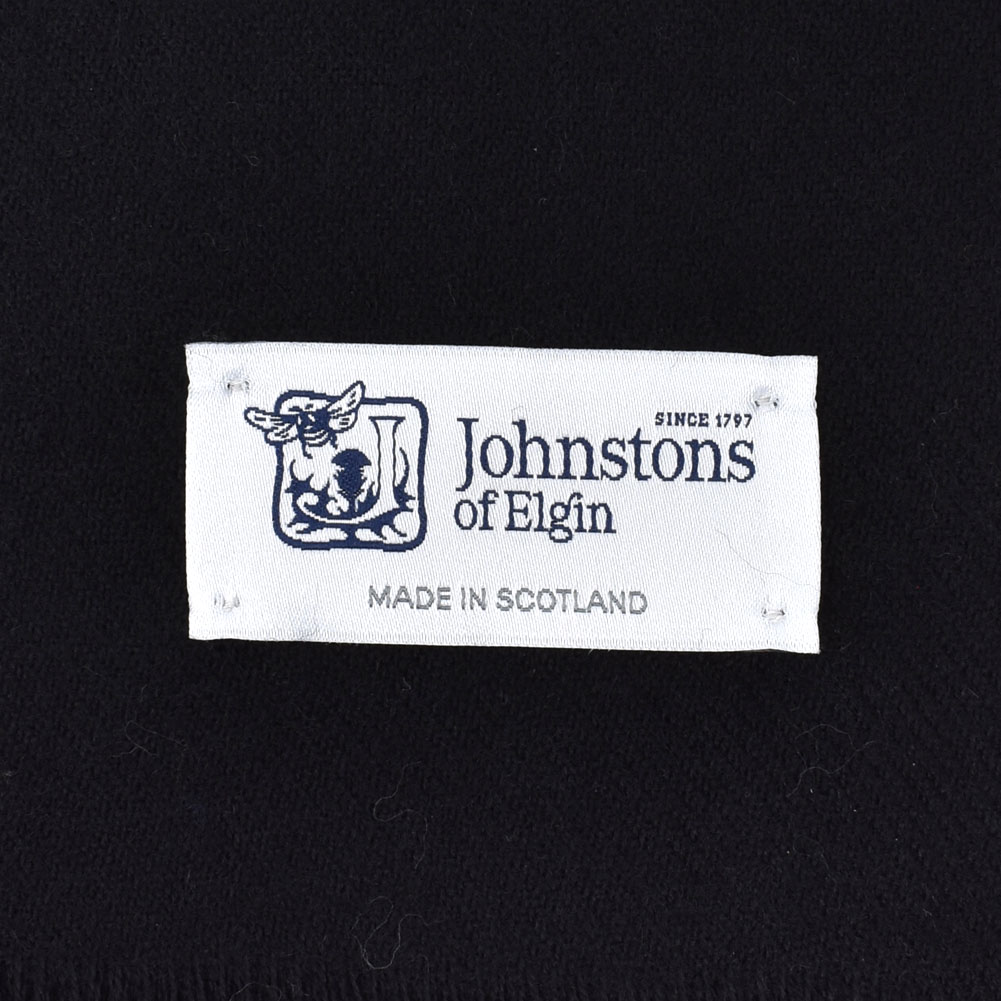 SINCE 1797
Johnstons
of Elgin
MADE IN SCOTLAND